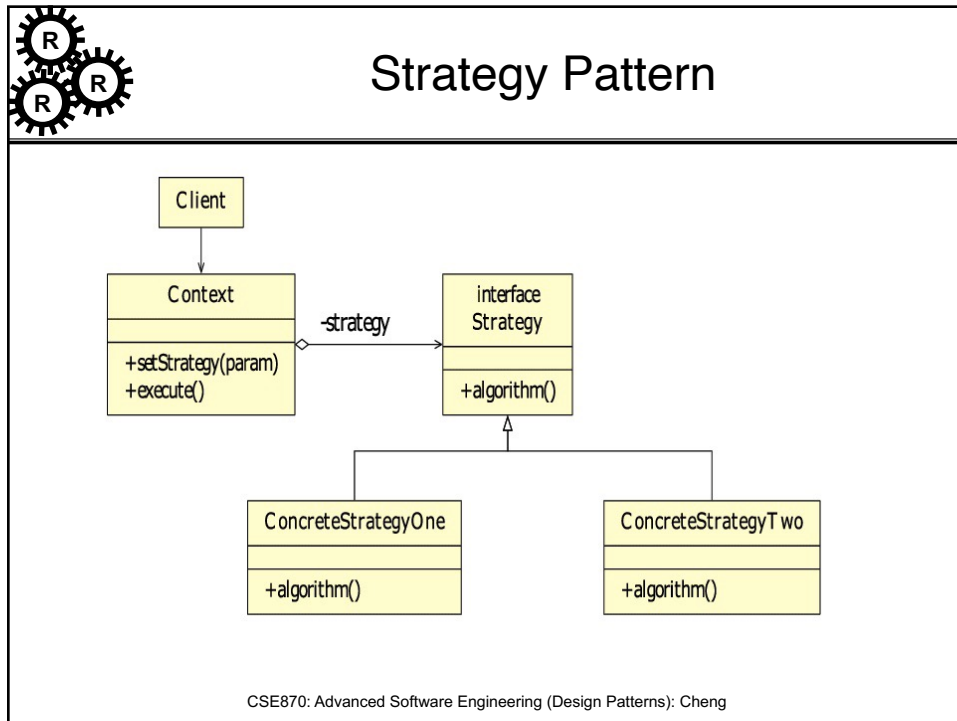 R
R
R
Strategy Pattern
Client
Context
+setStrategy(param)
+execute()
-strategy
interface
Strategy
+algorithm()
ConcreteStrategyOne
+algorithm()
ConcreteStrategyTwo
+algorithm()
CSE870: Advanced Software Engineering (Design Patterns): Cheng